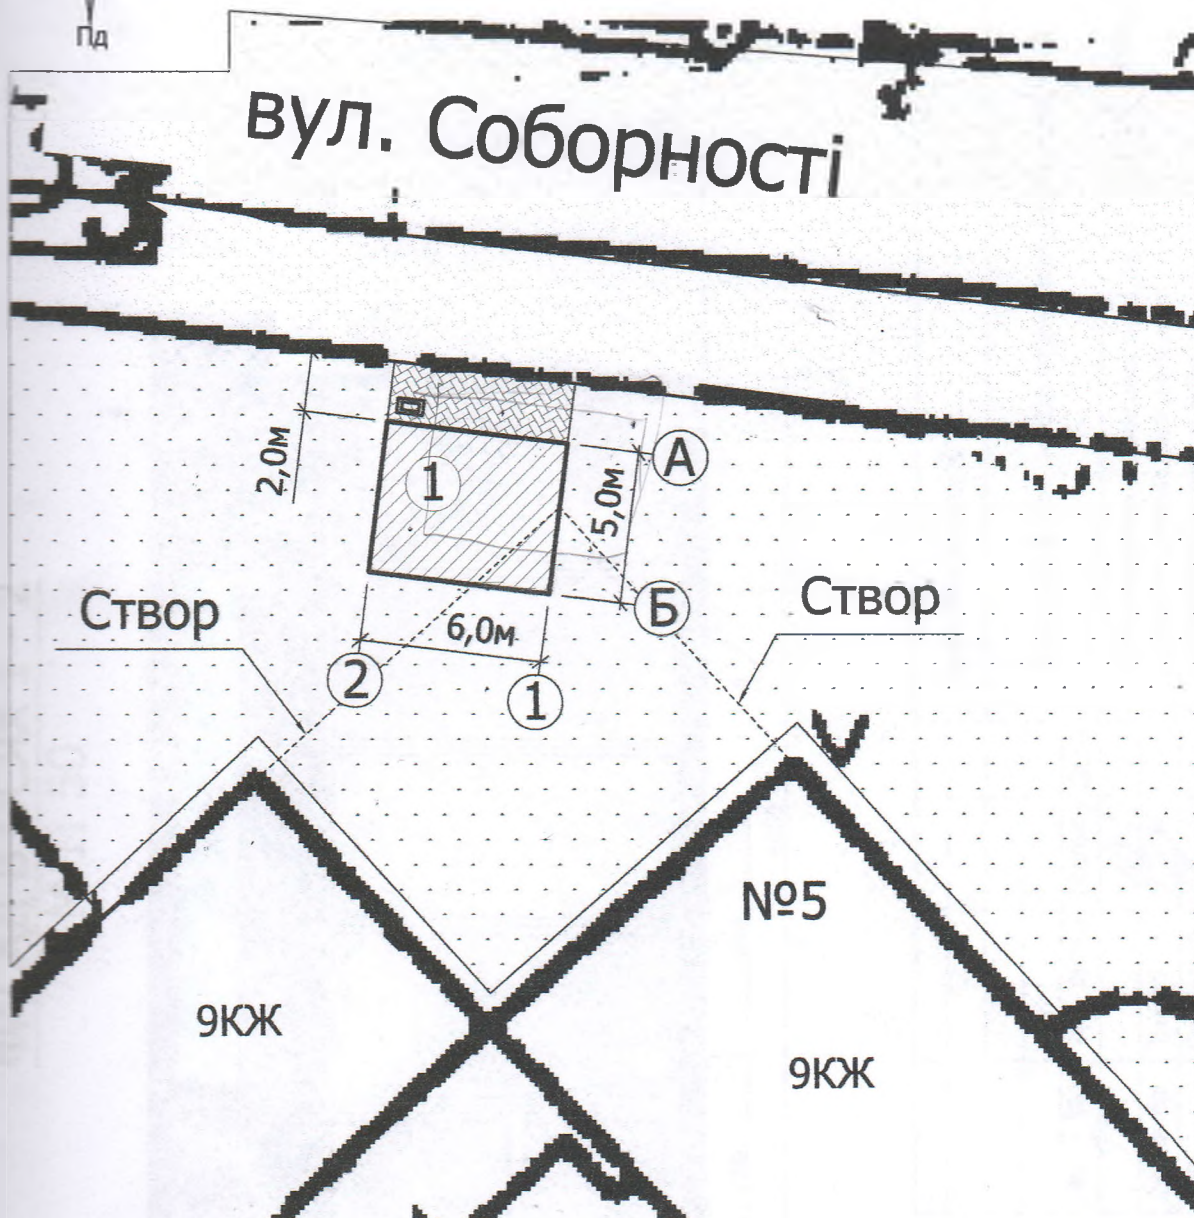 Пд
вул. Соборності
2,0м
1
А
5,0м
Б
Створ
Створ
6,0м
2
1
№5
9КЖ
9КЖ